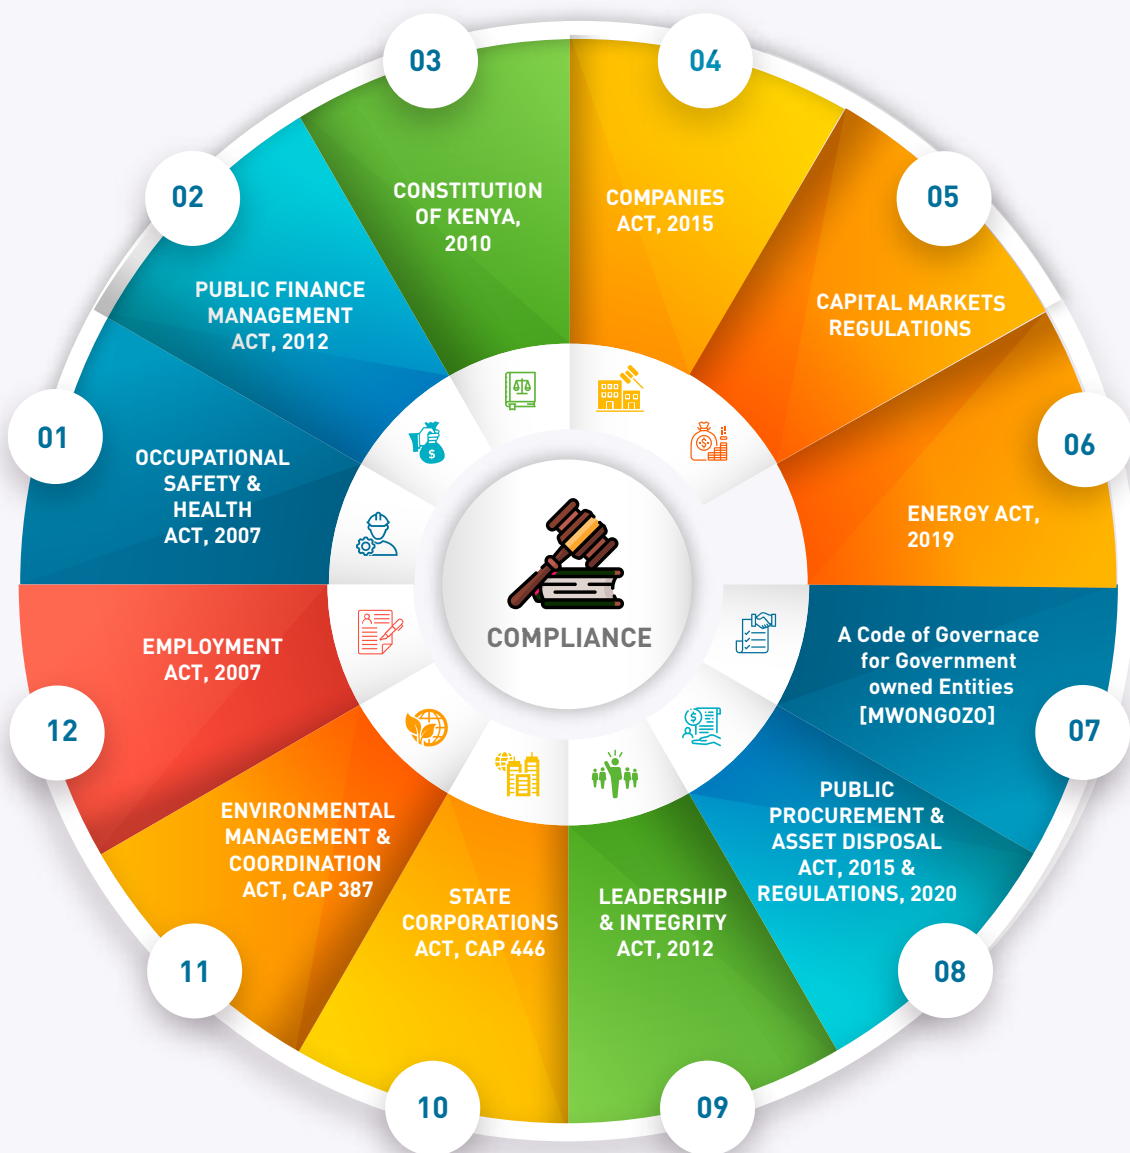 01
OCCUPATIONAL
SAFETY &
HEALTH
ACT, 2007
02
PUBLIC FINANCE
MANAGEMENT
ACT, 2012
03
CONSTITUTION
OF KENYA,
2010
04
COMPANIES
ACT, 2015
05
CAPITAL MARKETS
REGULATIONS
06
ENERGY ACT,
2019
07
A Code of Governace
for Government
owned Entities
[MWONGOZO]
08
PUBLIC
PROCUREMENT &
ASSET DISPOSAL
ACT, 2015 &
REGULATIONS, 2020
09
LEADERSHIP
& INTEGRITY
ACT, 2012
10
STATE
CORPORATIONS
ACT, CAP 446
11
ENVIRONMENTAL
MANAGEMENT &
COORDINATION
ACT, CAP 387
12
EMPLOYMENT
ACT, 2007
COMPLIANCE